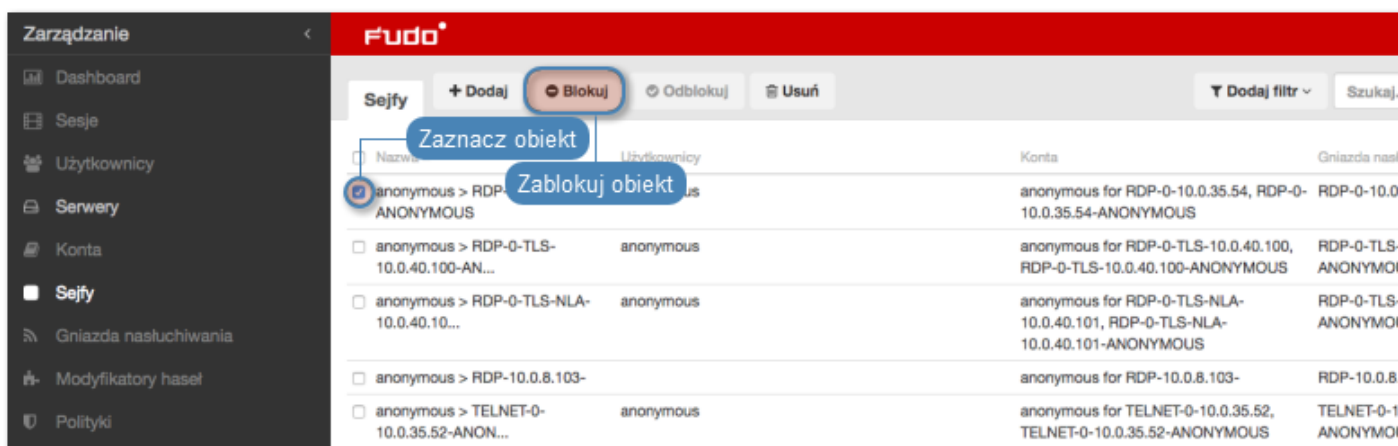 Zarządzanie
Fudo
Dashboard
Sesje
Użytkownicy
Serwery
Konta
Sejfy
Gniazda nasłuchiwania
Modyfikatory haseł
Polityki
Sejfy
+ Dodaj
Blokuj
Odblokuj
Usuń
Dodaj filtr
Szukaj.
Zaznacz obiekt
Zablokuj obiekt
Użytkownicy
Konta
Gniazda
anonymous > RDP-
ANONYMOUS
anonymous for RDP-0-10.0.35.54, RDP-0-
10.0.35.54-ANONYMOUS
RDP-0-10.0
anonymous > RDP-0-TLS-
10.0.40.100-AN...
anonymous
anonymous for RDP-0-TLS-10.0.40.100,
RDP-0-TLS-10.0.40.100-ANONYMOUS
RDP-0-TLS-
anonymous > RDP-0-TLS-NLA-
10.0.40.10...
anonymous
anonymous for RDP-0-TLS-NLA-
10.0.40.101, RDP-0-TLS-NLA-
10.0.40.101-ANONYMOUS
RDP-0-TLS-
anonymous > RDP-10.0.8.103-
anonymous for RDP-10.0.8.103-
RDP-10.0.8
anonymous > TELNET-0-
10.0.35.52-ANON...
anonymous
anonymous for TELNET-0-10.0.35.52,
TELNET-0-10.0.35.52-ANONYMOUS
TELNET-0-1